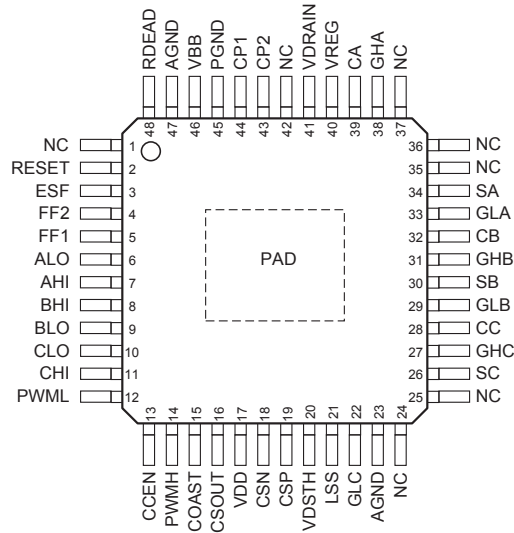 RDEAD
AGND
VBB
PGND
CP1
CP2
NC
VDRAIN
VREG
CA
GHA
NC
48
47
46
45
44
43
42
41
40
39
38
37
NC 1
RESET 2
ESF 3
FF2 4
FF1 5
ALO 6
AHI 7
BHI 8
BLO 9
CLO 10
CHI 11
PWML 12
PAD
36 NC
35 NC
34 SA
33 GLA
32 CB
31 GHB
30 SB
29 GLB
28 CC
27 GHC
26 SC
25 NC
13
14
15
16
17
18
19
20
21
22
23
24
CCEN
PWMH
COAST
CSOUT
VDD
CSN
CSP
VDSTH
LSS
GLC
AGND
NC